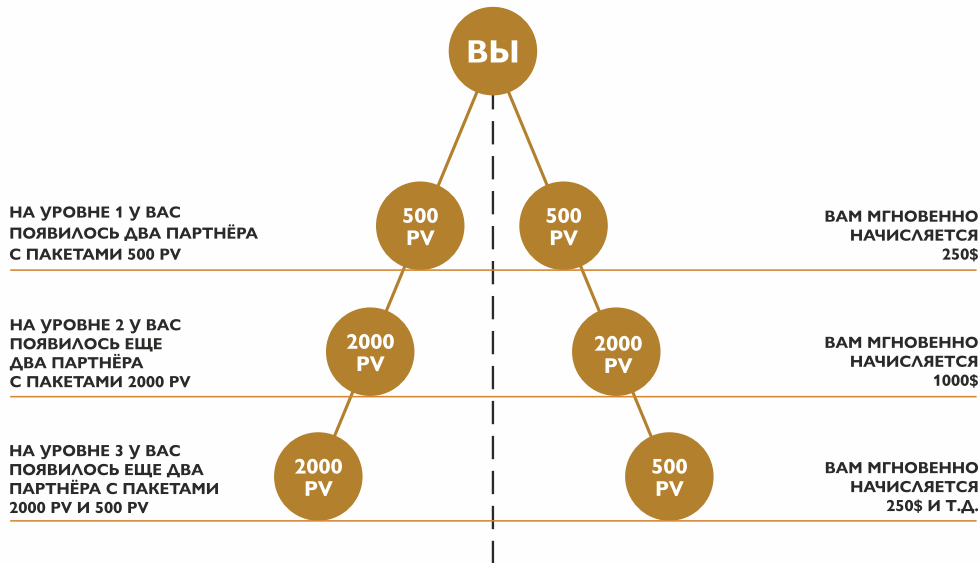 ВЫ
НА УРОВНЕ 1 У ВАС
ПОЯВИЛОСЬ ДВА ПАРТНЁРА
С ПАКЕТАМИ 500 PV
500
PV
500
PV
ВАМ МГНОВЕННО
НАЧИСЛЯЕТСЯ
250$
НА УРОВНЕ 2 У ВАС
ПОЯВИЛОСЬ ЕЩЕ
ДВА ПАРТНЁРА
С ПАКЕТАМИ 2000 PV
2000
PV
2000
PV
ВАМ МГНОВЕННО
НАЧИСЛЯЕТСЯ
1000$
НА УРОВНЕ 3 У ВАС
ПОЯВИЛОСЬ ЕЩЕ ДВА
ПАРТНЁРА С ПАКЕТАМИ
2000 PV И 500 PV
2000
PV
500
PV
ВАМ МГНОВЕННО
НАЧИСЛЯЕТСЯ
250$ И Т.Д.